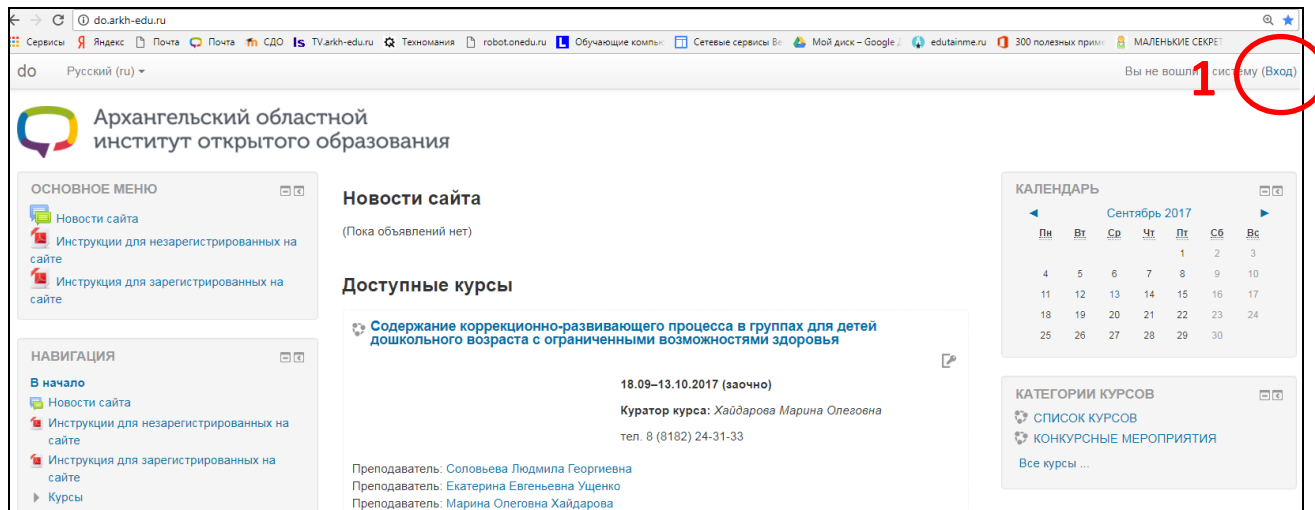 do.arkh-edu.ru
Сервисы Яндекс Почта Почта СДО TV.arkh-edu.ru Техномания robot.onedu.ru Обучающие компьк Сетевые сервисы Ве Мой диск – Google edutainme.ru 300 полезных приме МАЛЕНЬКИЕ СЕКРЕТ
do Русский (ru)
Вы не вошли в систему (Вход)
1
Архангельский областной
институт открытого образования
ОСНОВНОЕ МЕНЮ
Новости сайта
Инструкции для незарегистрированных на
сайте
Инструкция для зарегистрированных на
сайте
НАВИГАЦИЯ
В начало
Новости сайта
Инструкции для незарегистрированных на
сайте
Инструкция для зарегистрированных на
сайте
Курсы
Новости сайта
(Пока объявлений нет)
Доступные курсы
Содержание коррекционно-развивающего процесса в группах для детей
дошкольного возраста с ограниченными возможностями здоровья
18.09–13.10.2017 (заочно)
Куратор курса: Хайдарова Марина Олеговна
тел. 8 (8182) 24-31-33
Преподаватель: Соловьева Людмила Георгиевна
Преподаватель: Екатерина Евгеньевна Ущенко
Преподаватель: Марина Олеговна Хайдарова
КАЛЕНДАРЬ
Сентябрь 2017
Пн Вт Ср Чт Пт Сб Вс
1 2 3
4 5 6 7 8 9 10
11 12 13 14 15 16 17
18 19 20 21 22 23 24
25 26 27 28 29 30
КАТЕГОРИИ КУРСОВ
СПИСОК КУРСОВ
КОНКУРСНЫЕ МЕРОПРИЯТИЯ
Все курсы ...